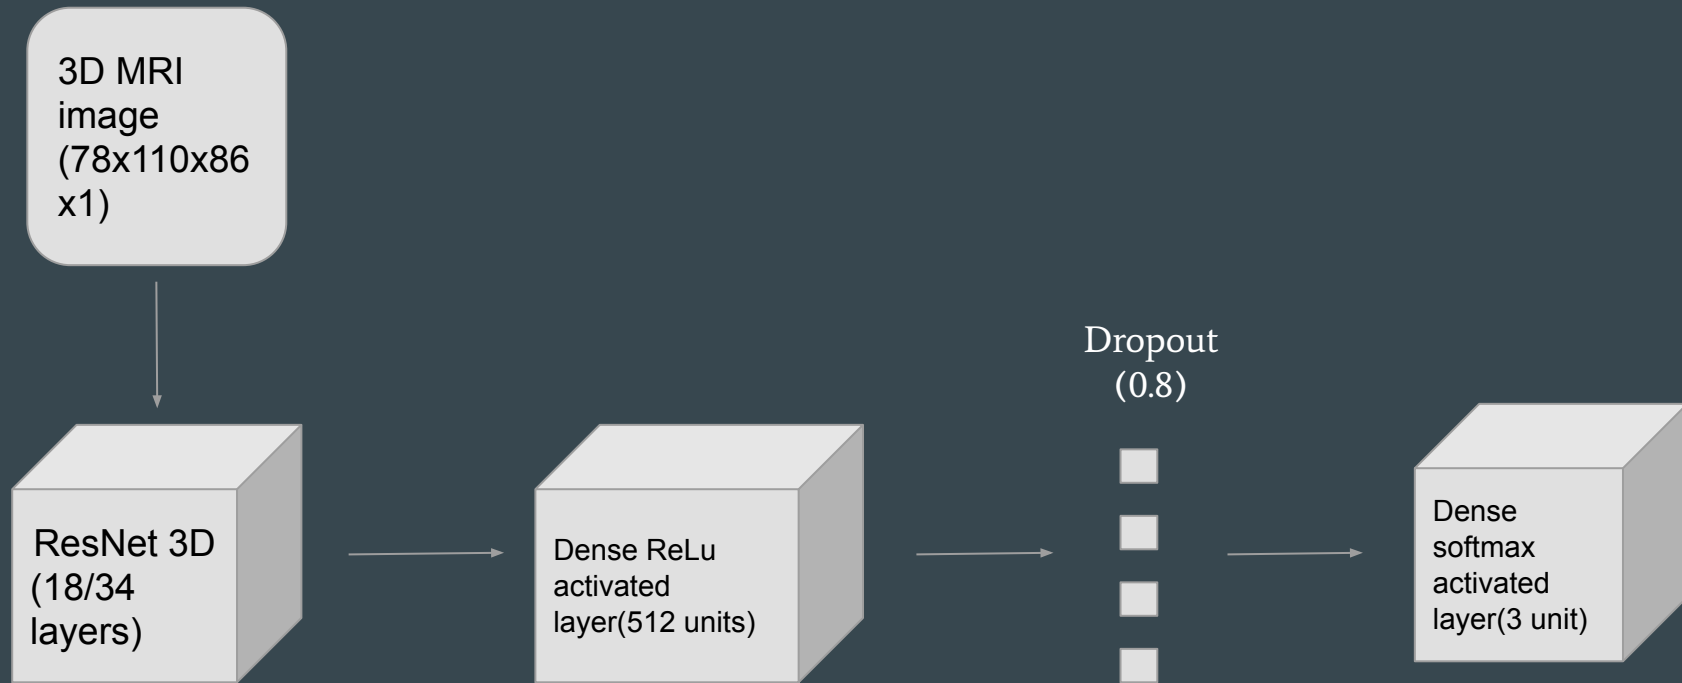 3D MRI
image
(78x110x86
x1)
ResNet 3D
(18/34
layers)
Dense ReLu
activated
layer(512 units)
Dropout
(0.8)
Dense
softmax
activated
layer(3 unit)